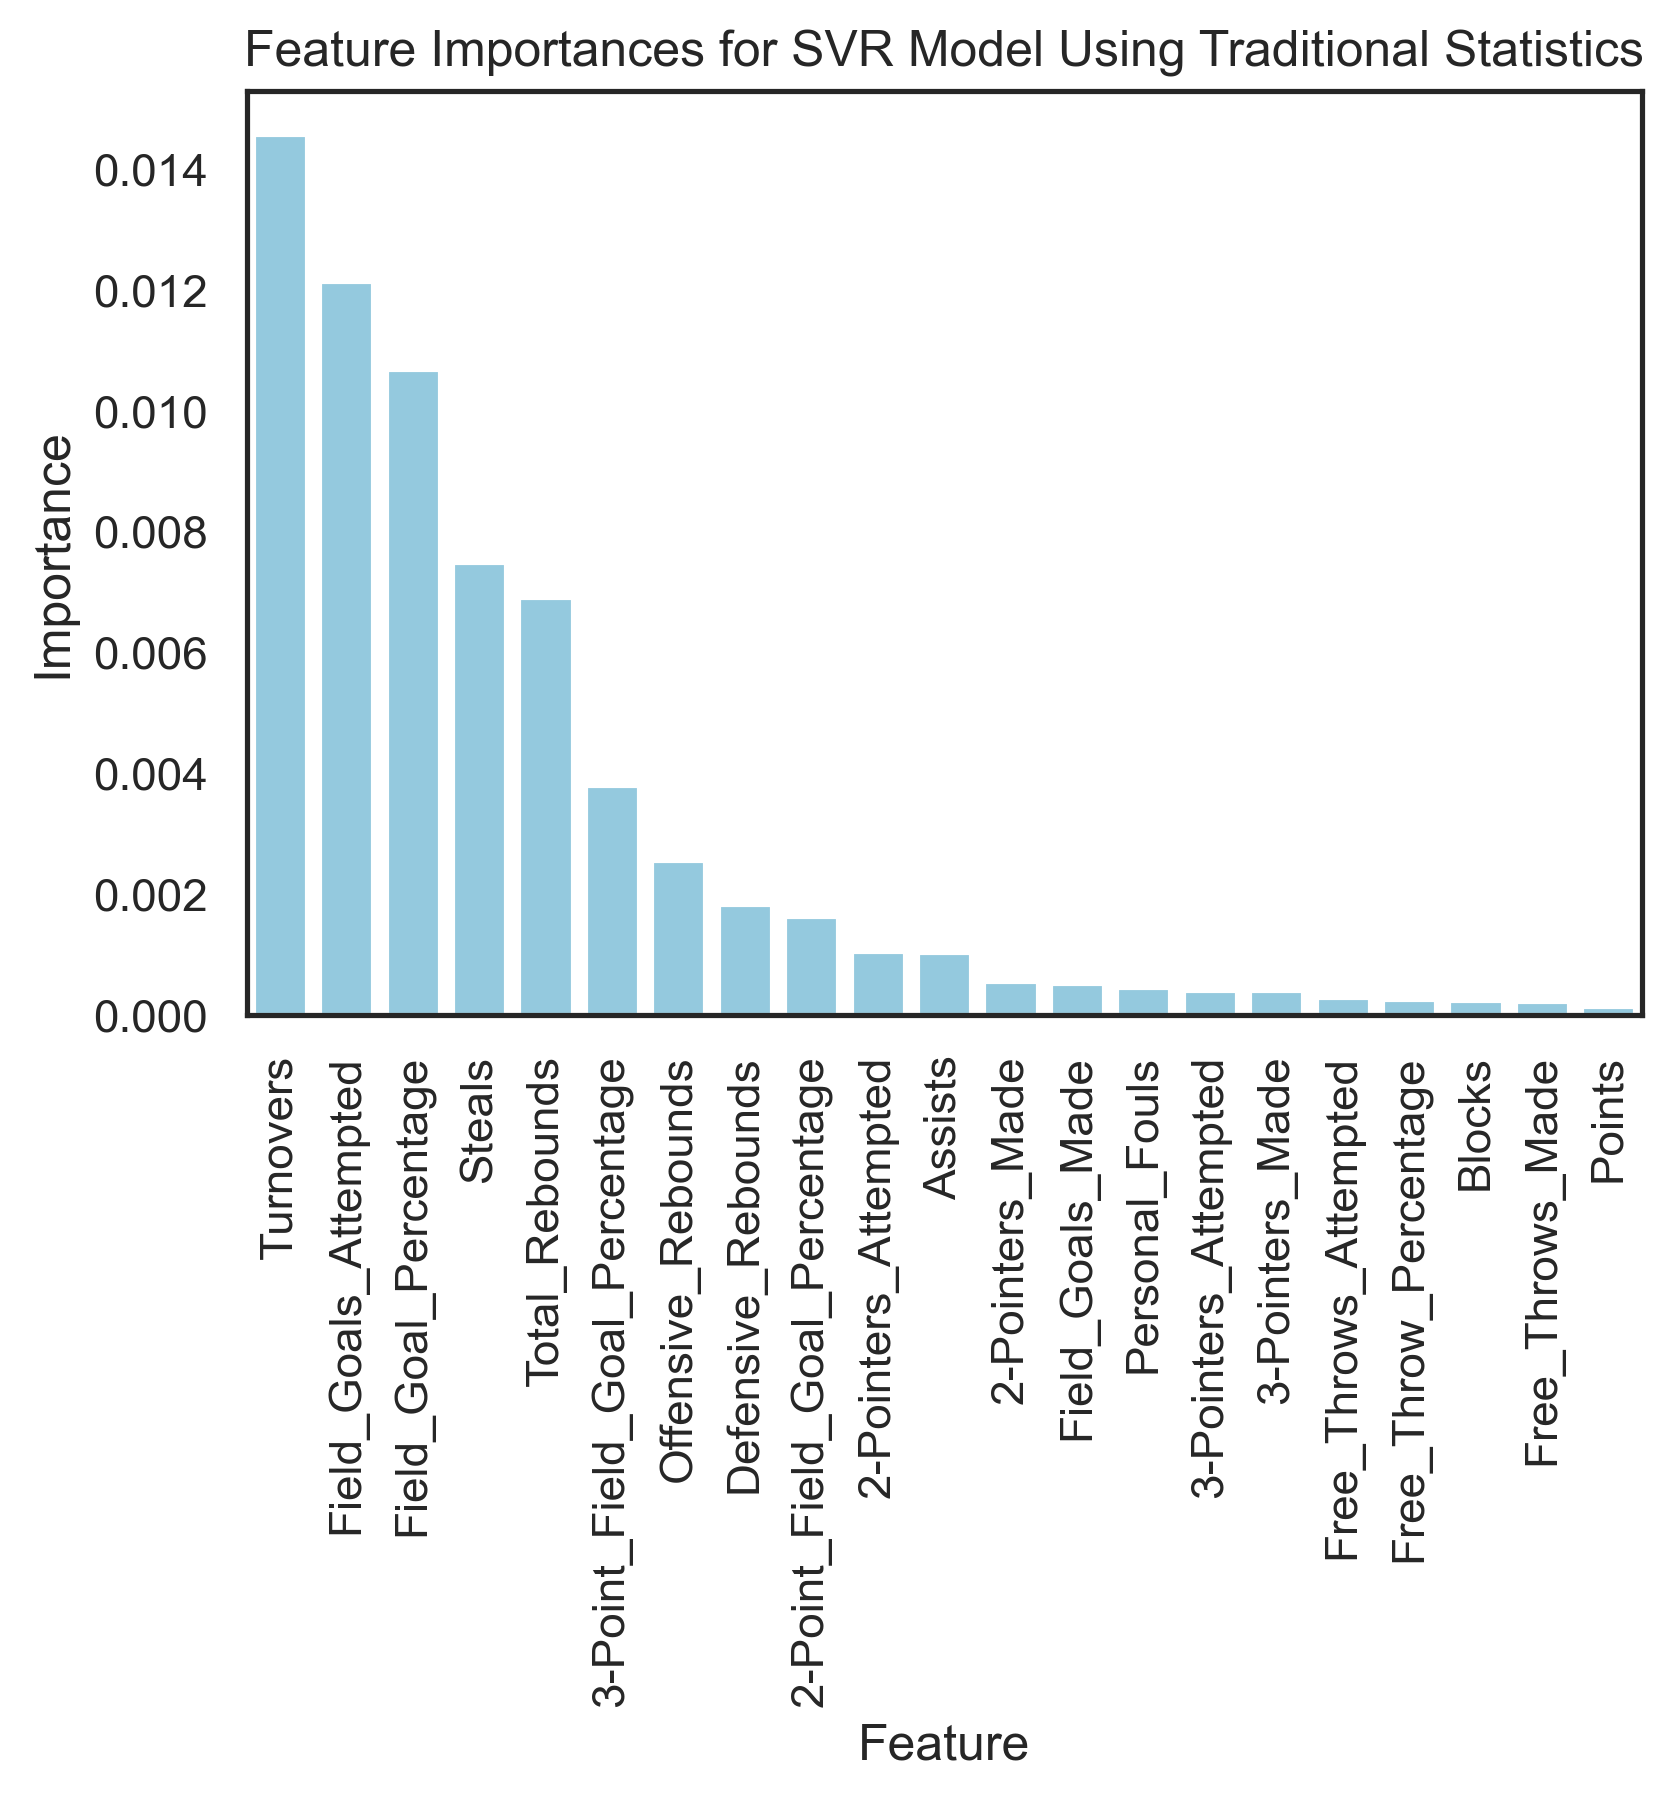 Feature Importances for SVR Model Using Traditional Statistics
Importance
0.014
0.012
0.010
0.008
0.006
0.004
0.002
0.000
Turnovers
Field_Goals_Attempted
Field_Goal_Percentage
Steals
Total_Rebounds
3-Point_Field_Goal_Percentage
Offensive_Rebounds
Defensive_Rebounds
2-Point_Field_Goal_Percentage
2-Pointers_Attempted
Assists
2-Pointers_Made
Field_Goals_Made
Personal_Fouls
3-Pointers_Attempted
3-Pointers_Made
Free_Throws_Attempted
Free_Throw_Percentage
Blocks
Free_Throws_Made
Points
Feature